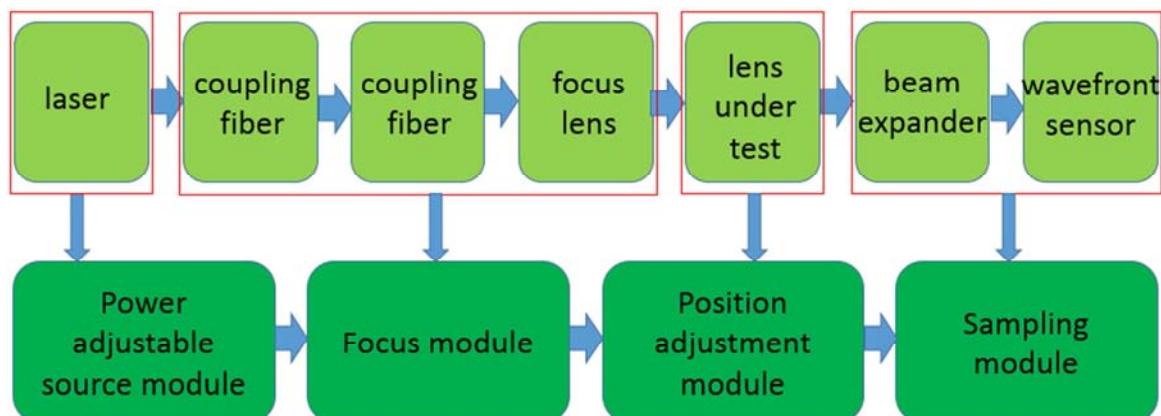 laser
coupling
fiber
coupling
fiber
focus
lens
lens
under
test
beam
expander
wavefront
sensor
Power
adjustable
source module
Focus module
Position
adjustment
module
Sampling
module